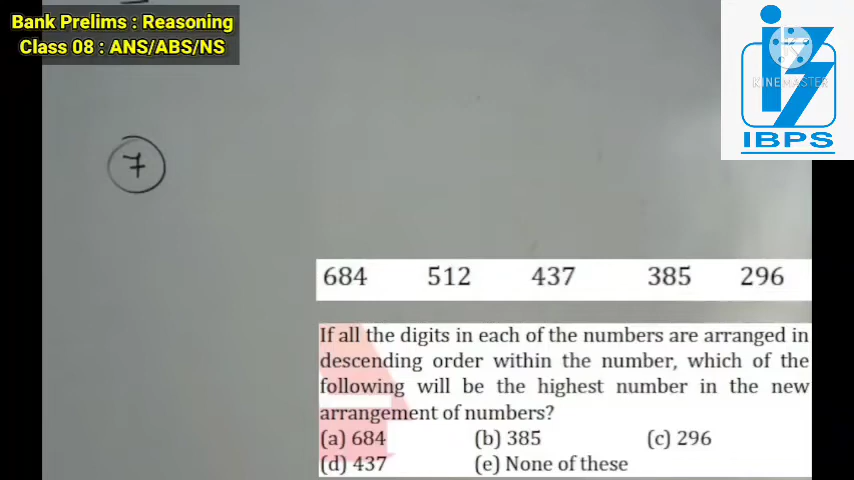 Bank Prelims : Reasoning
Class 08 : ANS/ABS/NS
KINEMASTER
IBPS
7
684 512 437 385 296
If all the digits in each of the numbers are arranged in
descending order within the number, which of the
following will be the highest number in the new
arrangement of numbers?
(a) 684 (b) 385 (c) 296
(d) 437 (e) None of these